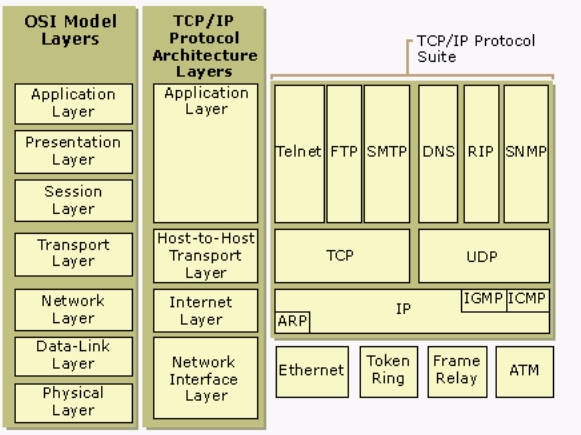 OSI Model
Layers
Application
Layer
Presentation
Layer
Session
Layer
Transport
Layer
Network
Layer
Data-Link
Layer
Physical
Layer
TCP/IP
Protocol
Architecture
Layers
Application
Layer
Host-to-Host
Transport
Layer
Internet
Layer
Network
Interface
Layer
TCP/IP Protocol
Suite
Telnet FTP SMTP DNS RIP SNMP
TCP UDP
IGMP ICMP
IP
ARP
Ethernet
Token
Ring
Frame
Relay
ATM